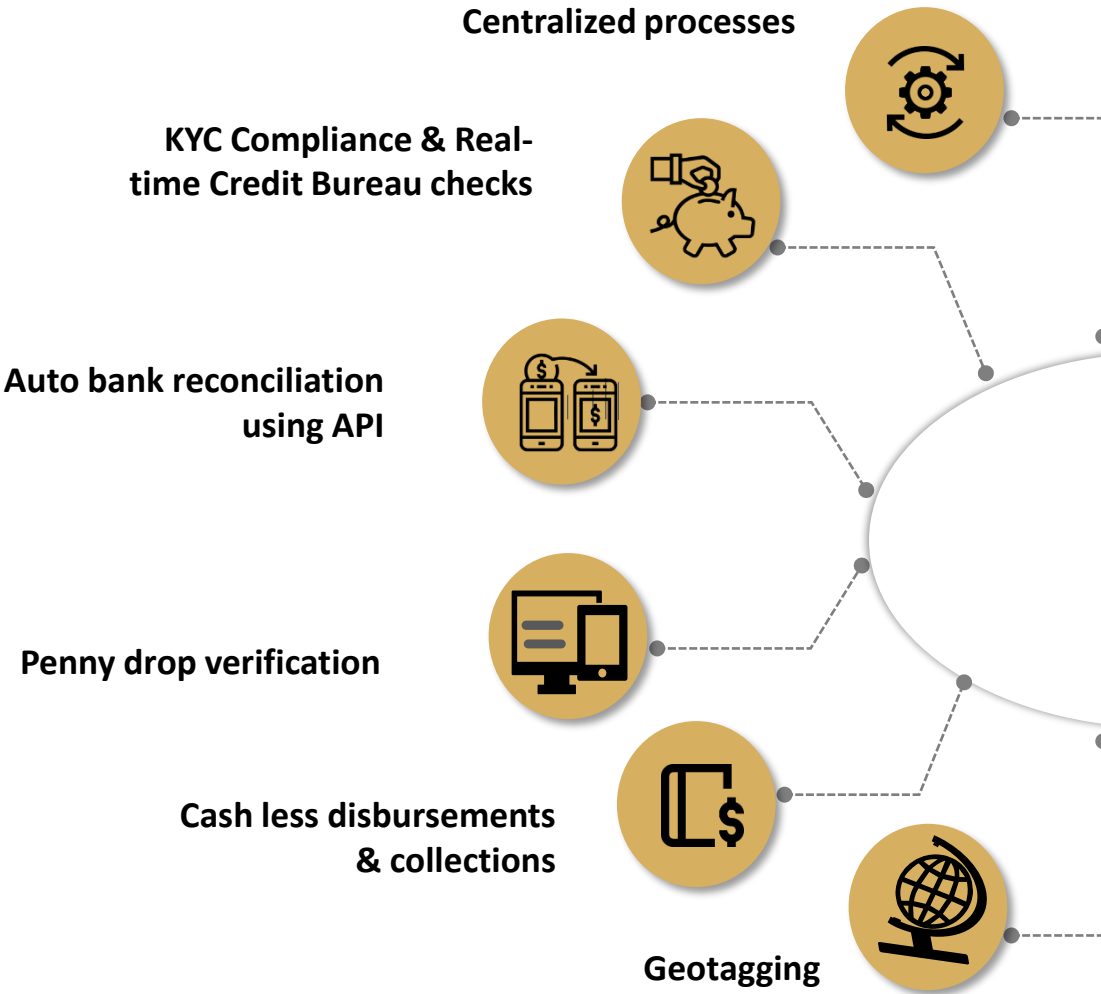 Centralized processes
KYC Compliance & Real-
time Credit Bureau checks
Auto bank reconciliation
using API
Penny drop verification
Cash less disbursements
& collections
Geotagging